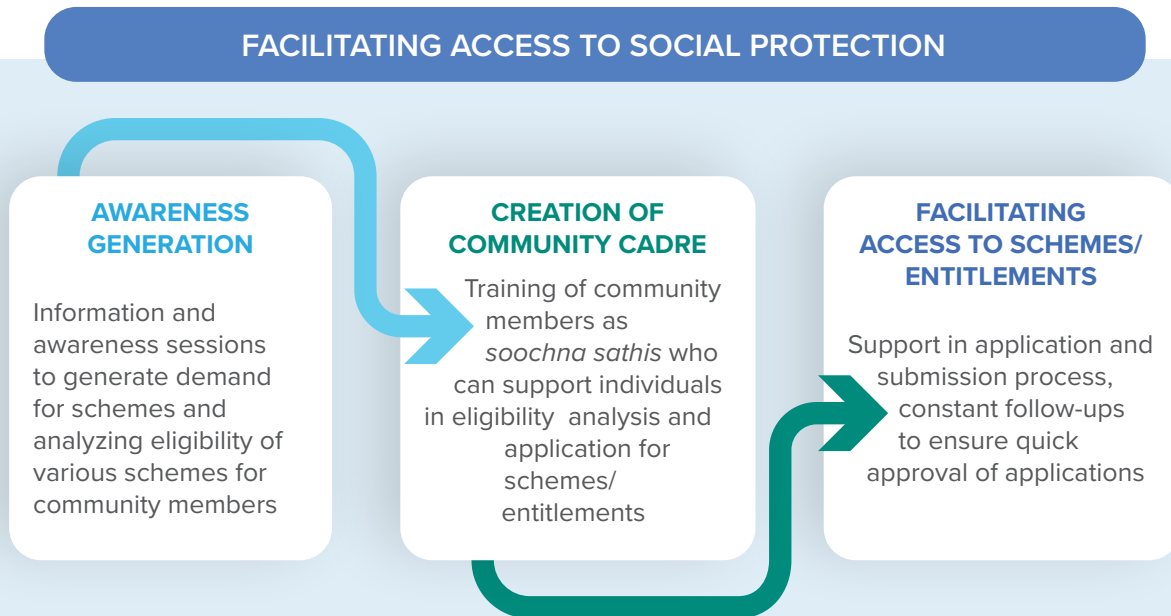 FACILITATING ACCESS TO SOCIAL PROTECTION
AWARENESS
GENERATION
Information and
awareness sessions
to generate demand
for schemes and
analyzing eligibility of
various schemes for
community members
CREATION OF
COMMUNITY CADRE
Training of community
members as
soochna sathis who
can support individuals
in eligibility analysis and
application for
schemes/
entitlements
FACILITATING
ACCESS TO SCHEMES/
ENTITLEMENTS
Support in application and
submission process,
constant follow-ups
to ensure quick
approval of applications